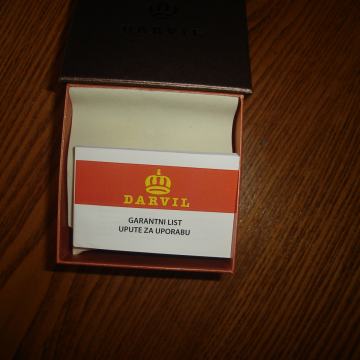 DARVIL
DARVIL
GARANTNI LIST
UPUTE ZA UPORABU